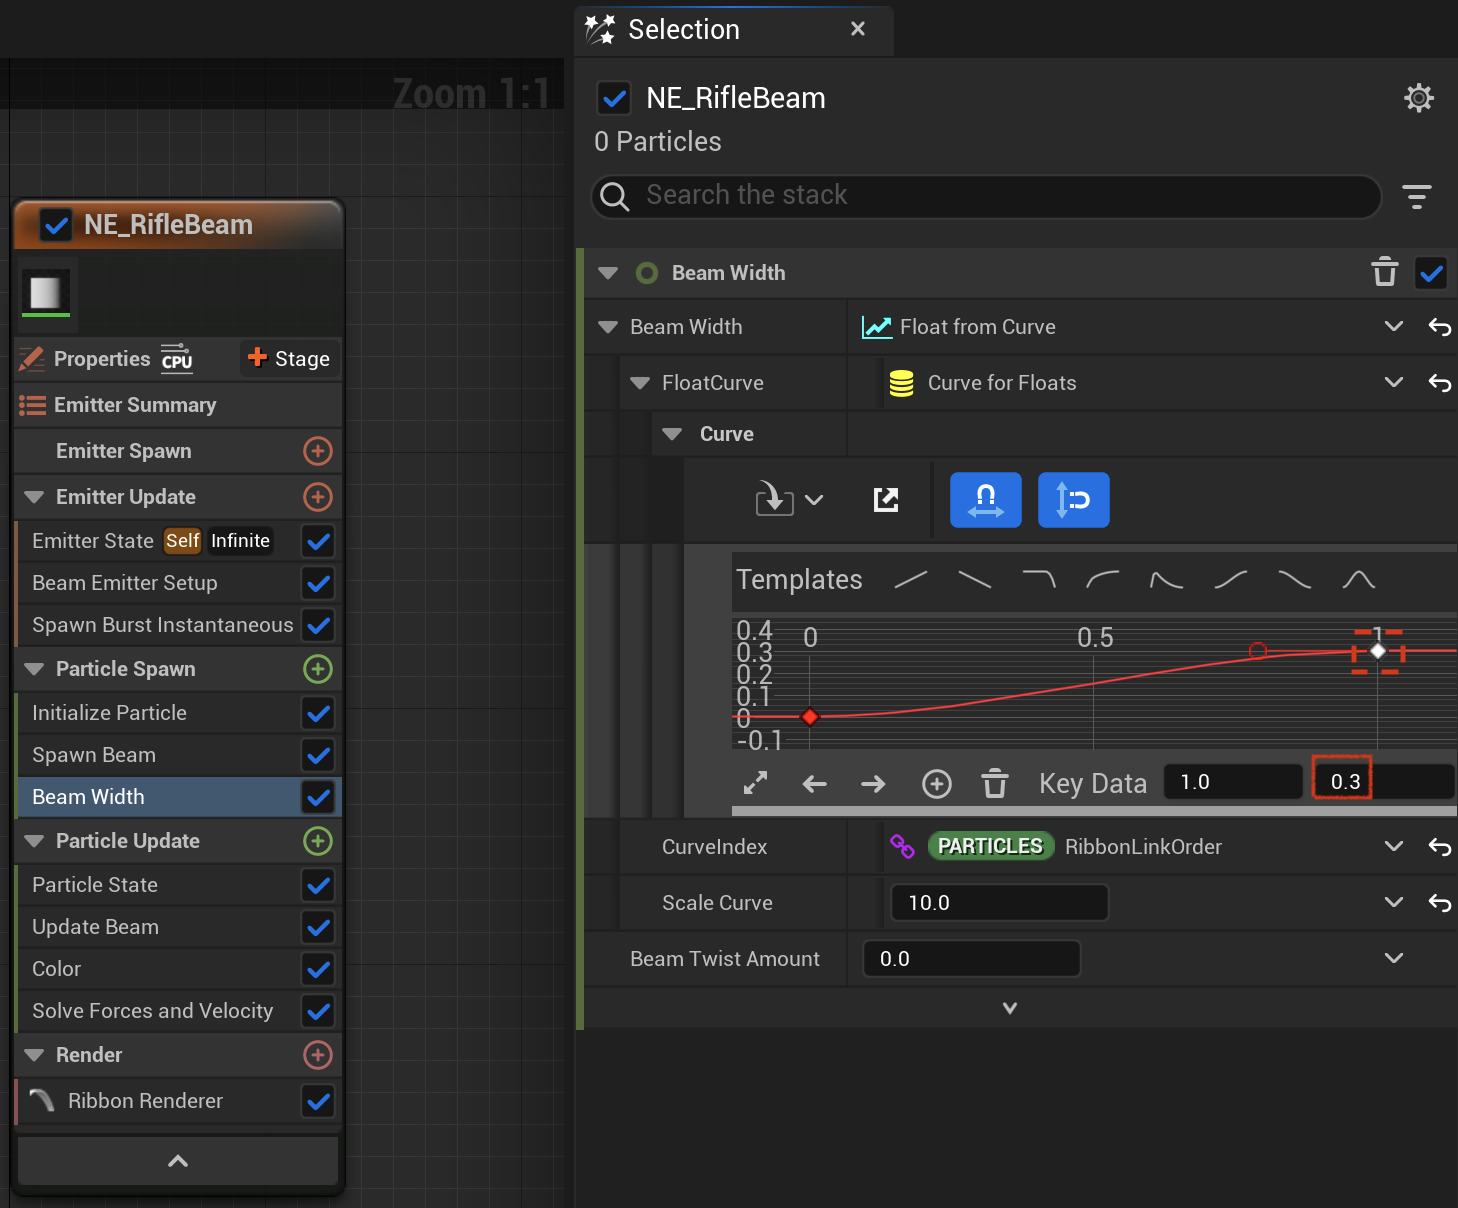 Zoom 1:1
NE_RifleBeam
Properties CPU Stage
Emitter Summary
Emitter Spawn
Emitter Update
Emitter State Self Infinite
Beam Emitter Setup
Spawn Burst Instantaneous
Particle Spawn
Initialize Particle
Spawn Beam
Beam Width
Particle Update
Particle State
Update Beam
Color
Solve Forces and Velocity
Render
Ribbon Renderer
Selection
NE_RifleBeam
0 Particles
Search the stack
Beam Width
Beam Width Float from Curve
FloatCurve Curve for Floats
Curve
Templates
0 0.5 1
0.4
0.3
0.2
0.1
0
-0.1
Key Data 1.0 0.3
CurveIndex PARTICLES RibbonLinkOrder
Scale Curve 10.0
Beam Twist Amount 0.0